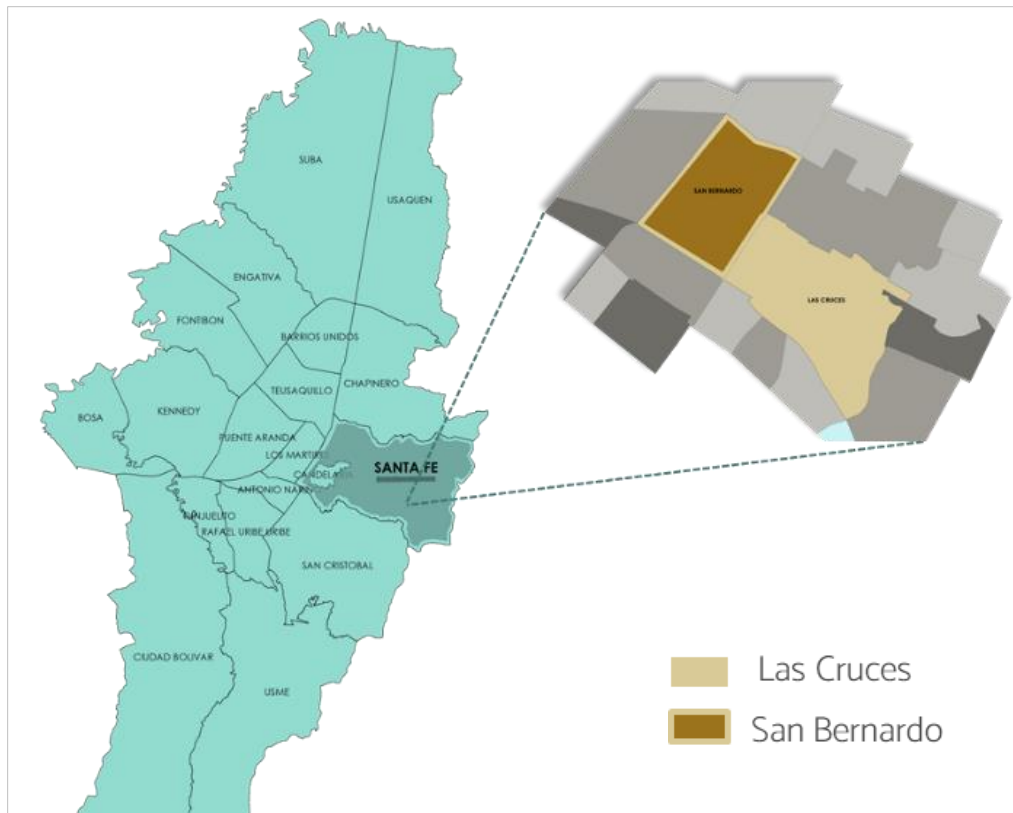 SUBA
USAQUEN
SAN BERNARDO
ENGATIVA
LAS CRUCES
FONTIBON
BARRIOS UNIDOS
TEUSAQUILLO
CHAPINERO
BOSA
KENNEDY
PUENTE ARANDA
LOS MARTIRES
SANTA FE
CANDELARIA
ANTONIO NARIÑO
TUNJUELITO
RAFAEL URIBE URIBE
SAN CRISTOBAL
CIUDAD BOLIVAR
USME
Las Cruces
San Bernardo